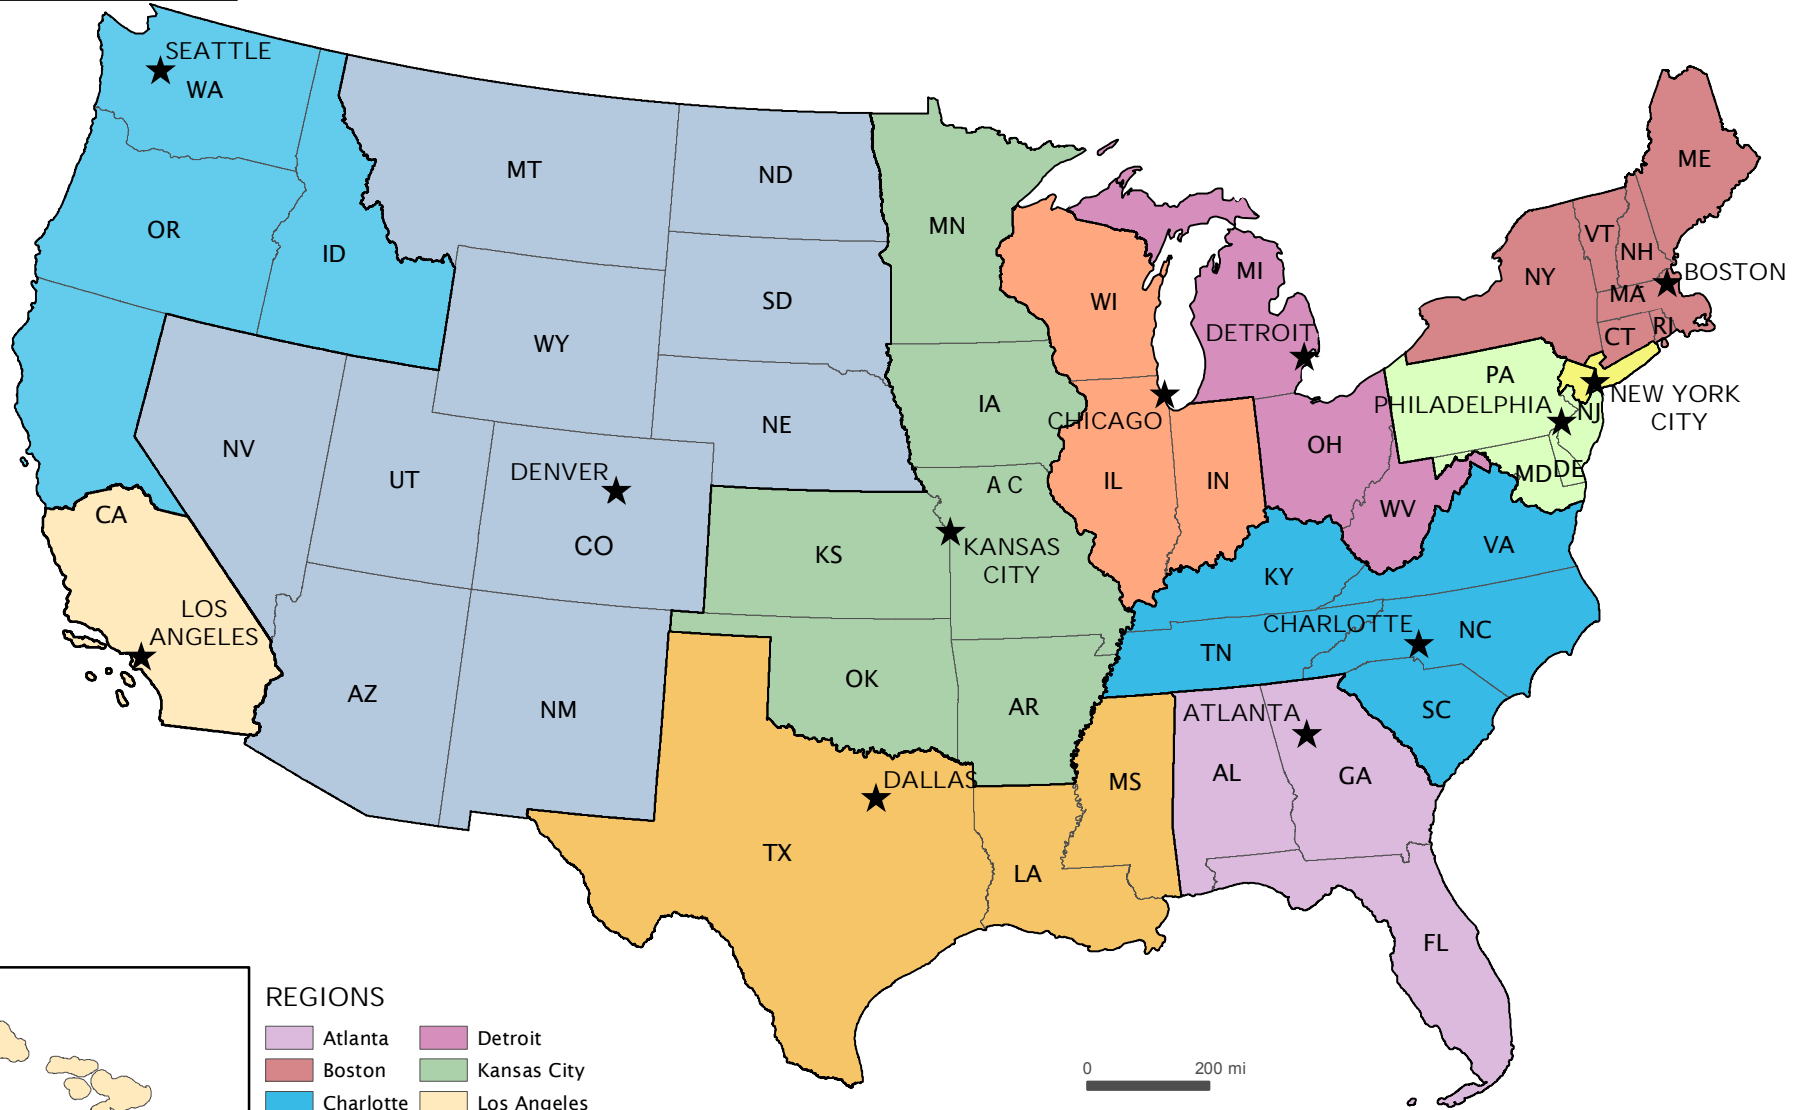 SEATTLE
WA
MT
ND
ME
OR
ID
MN
VT
NH
NY
BOSTON
MI
SD
WI
MA
RI
DETROIT
CT
WY
PA
NEW YORK
CITY
IA
PHILADELPHIA
NJ
CHICAGO
NE
NV
OH
UT
DENVER
A C
IL
IN
MD
DE
WV
CA
CO
KS
KANSAS
CITY
VA
KY
LOS
ANGELES
CHARLOTTE
NC
TN
OK
AZ
NM
AR
ATLANTA
SC
DALLAS
MS
AL
GA
TX
LA
FL
REGIONS
Atlanta
Detroit
Boston
Kansas City
Charlotte
Los Angeles
0
200 mi